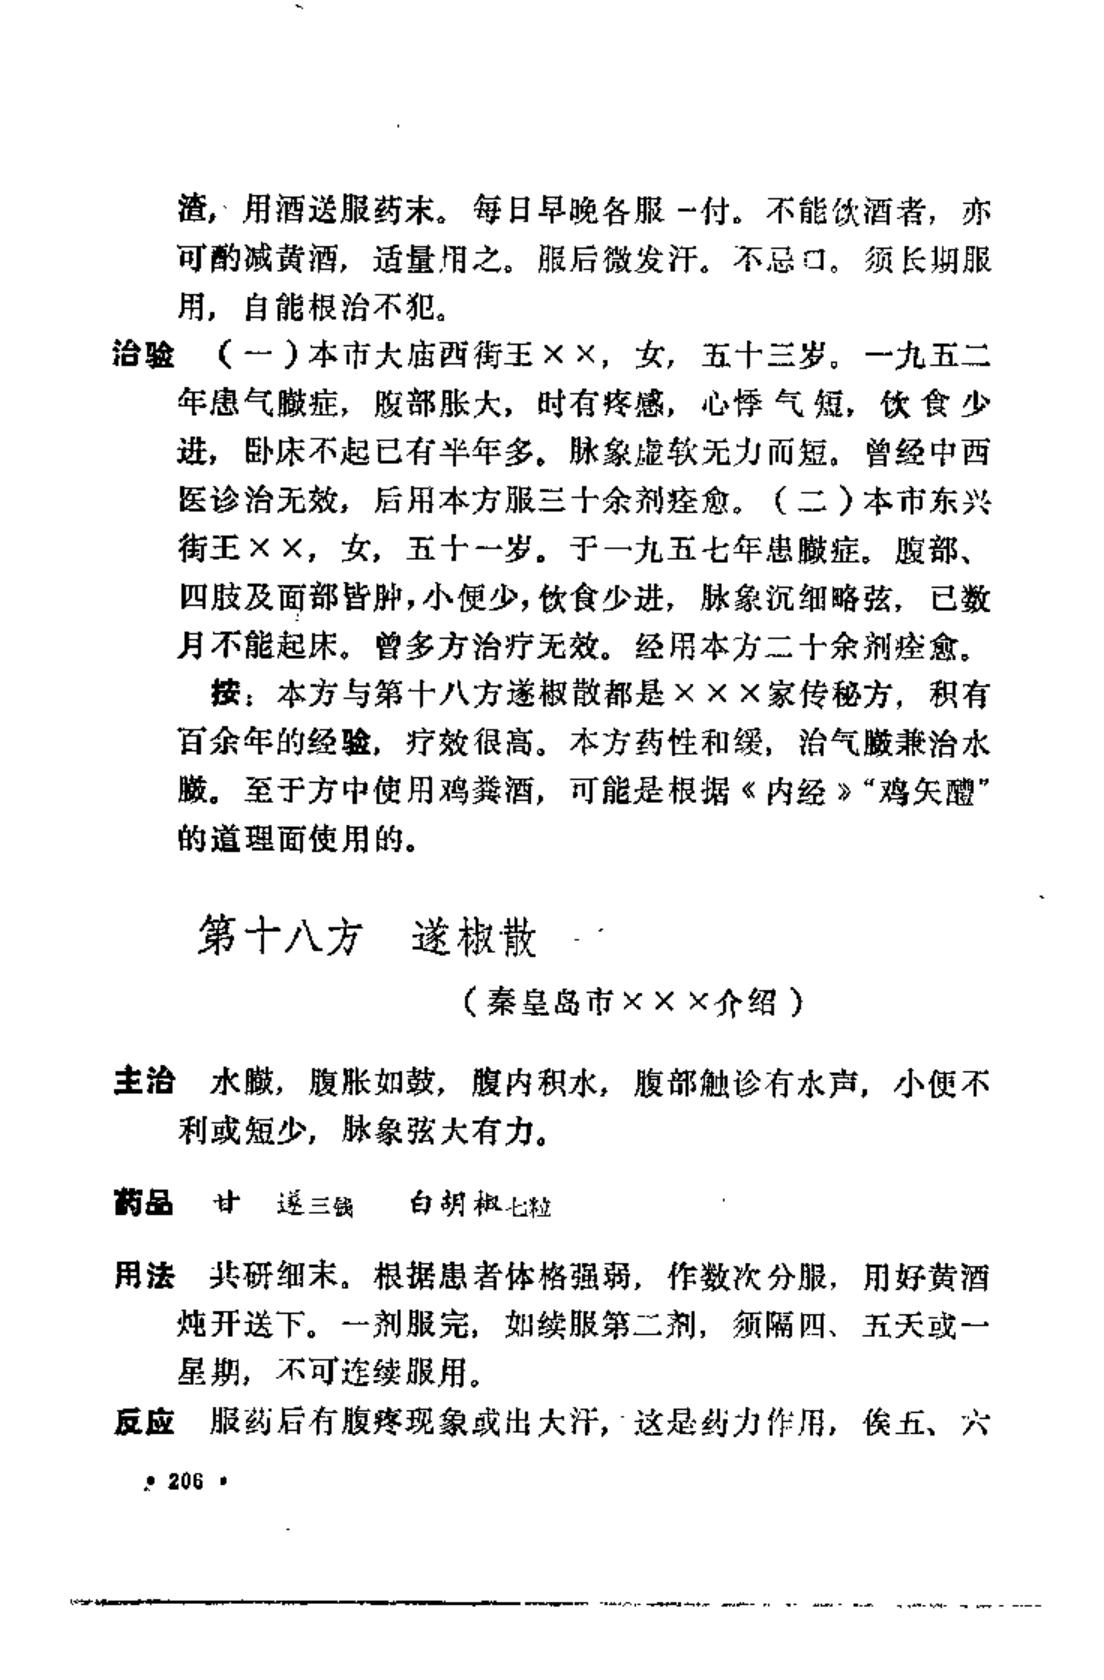 渣，用酒送服药末。每日早晚各服一付。不能饮酒者，亦
可酌减黄酒，适量用之。服后微发汗。不忌口。须长期服
用，自能根治不犯。
治验　（一）本市大庙西街王××，女，五十三岁。一九五二
年患气臌症，腹部胀大，时有疼感，心悸气短，饮食少
进，卧床不起已有半年多。脉象虚软无力而短。曾经中西
医诊治无效，后用本方服三十余剂痊愈。（二）本市东兴
街王××，女，五十一岁。于一九五七年患臌症。腹部、
四肢及面部皆肿，小便少，饮食少进，脉象沉细略弦，已数
月不能起床。曾多方治疗无效。经用本方二十余剂痊愈。
按：本方与第十八方遂椒散都是×××家传秘方，积有
百余年的经验，疗效很高。本方药性和缓，治气臌兼治水
臌。至于方中使用鸡粪酒，可能是根据《内经》“鸡矢醴”
的道理面使用的。
第十八方　遂椒散
（秦皇岛市×××介绍）
主治　水臌，腹胀如鼓，腹内积水，腹部触诊有水声，小便不
利或短少，脉象弦大有力。
药品　甘　遂三钱　白胡椒七粒
用法　共研细末。根据患者体格强弱，作数次分服，用好黄酒
炖开送下。一剂服完，如续服第二剂，须隔四、五天或一
星期，不可连续服用。
反应　服药后有腹疼现象或出大汗，这是药力作用，俟五、六
• 206 •